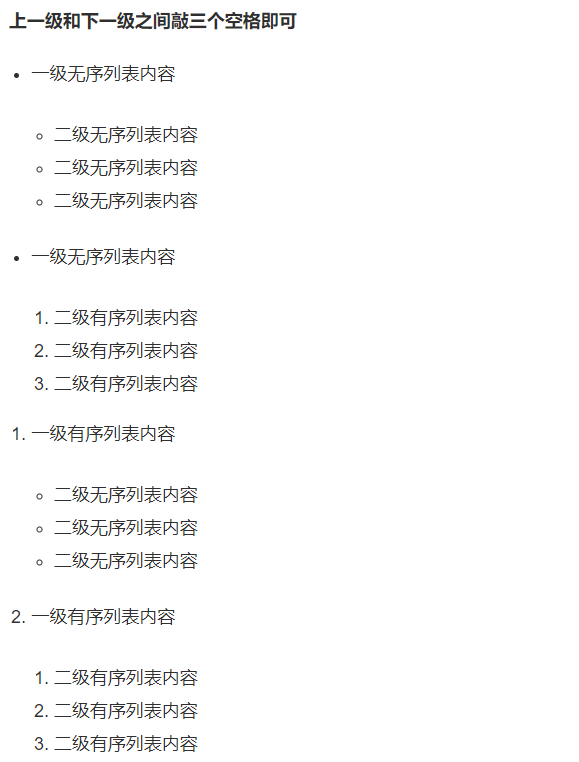 上一级和下一级之间敲三个空格即可
• 一级无序列表内容
◦ 二级无序列表内容
◦ 二级无序列表内容
◦ 二级无序列表内容
• 一级无序列表内容
1. 二级有序列表内容
2. 二级有序列表内容
3. 二级有序列表内容
1. 一级有序列表内容
◦ 二级无序列表内容
◦ 二级无序列表内容
◦ 二级无序列表内容
2. 一级有序列表内容
1. 二级有序列表内容
2. 二级有序列表内容
3. 二级有序列表内容